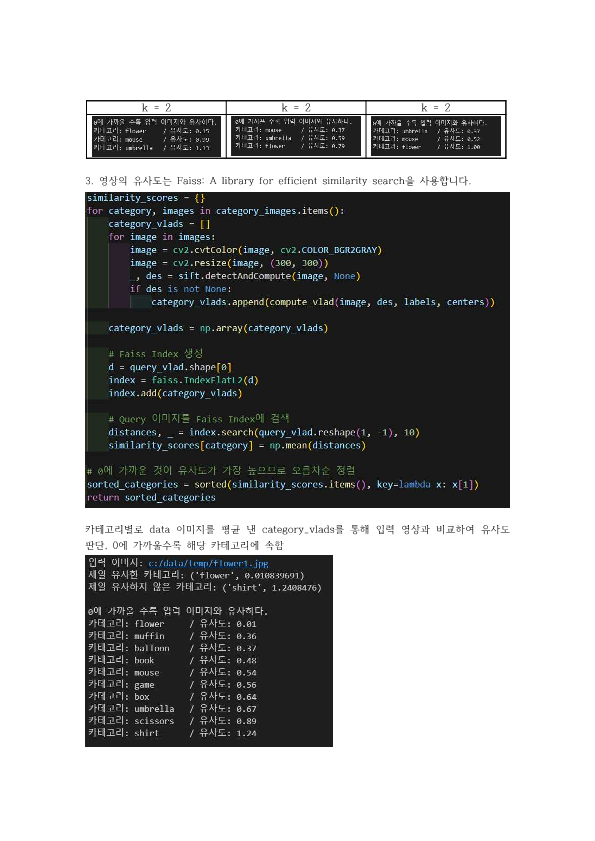 k = 2
k = 2
k = 2
0에 가까울 수록 입력 이미지와 유사하다.
카테고리: flower / 유사도: 0.15
카테고리: mouse / 유사도:
카테고리: umbrella / 유사도:
0에 가까울 수록 입력 이미지와 유사하다.
카테고리: mouse / 유사도: 0.37
카테고리: umbrella / 유사도: 0.59
카테고리: flower / 유사도: 0.79
0에 가까울 수록 입력 이미지와 유사하다.
카테고리: umbrella / 유사도:
카테고리: mouse / 유사도: 0.52
카테고리: flower / 유사도: 1.00
3. 영상의 유사도는 Faiss: A library for efficient similarity search을 사용합니다.
similarity_scores = {}
for category, images in category_images.items():
category_vlads = []
for image in images:
image = cv2.cvtColor(image, cv2.COLOR_BGR2GRAY)
image = cv2.resize(image, (300, 300))
_, des = sift.detectAndCompute(image, None)
if des is not None:
category_vlads.append(compute_vlad(image, des, labels, centers))
category_vlads = np.array(category_vlads)
# Faiss Index 생성
d = query_vlad.shape[0]
index = faiss.IndexFlatL2(d)
index.add(category_vlads)
# Query 이미지를 Faiss Index에 검색
distances, _ = index.search(query_vlad.reshape(1, -1), 10)
similarity_scores[category] = np.mean(distances)
# 0에 가까운 것이 유사도가 가장 높으므로 오름차순 정렬
sorted_categories = sorted(similarity_scores.items(), key=lambda x: x[1])
return sorted_categories
카테고리별로 data 이미지를 평균 낸 category_vlads를 통해 입력 영상과 비교하여 유사도
판단. 0에 가까울수록 해당 카테고리에 속함
입력 이미지: c:/data/temp/flower1.jpg
제일 유사한 카테고리: ('flower', 0.010839691)
제일 유사하지 않은 카테고리: ('shirt', 1.2408476)
0에 가까울 수록 입력 이미지와 유사하다.
카테고리: flower / 유사도: 0.01
카테고리: muffin / 유사도: 0.36
카테고리: ballonn / 유사도: 0.37
카테고리: book / 유사도: 0.48
카테고리: mouse / 유사도: 0.54
카테고리: game / 유사도: 0.56
카테고리: box / 유사도: 0.64
카테고리: umbrella / 유사도: 0.67
카테고리: scissors / 유사도: 0.89
카테고리: shirt / 유사도: 1.24